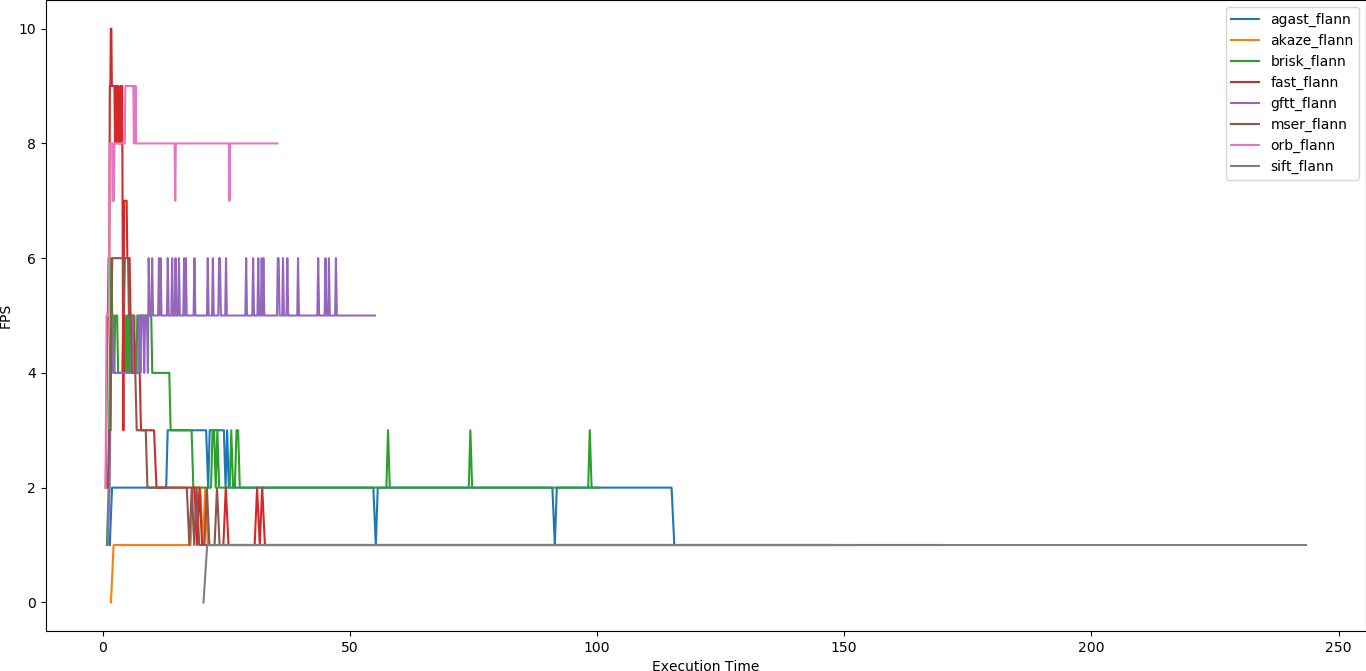 10
8
6
4
2
0
FPS
0
50
100
150
200
250
Execution Time
agast_flann
akaze_flann
brisk_flann
fast_flann
gftt_flann
mser_flann
orb_flann
sift_flann